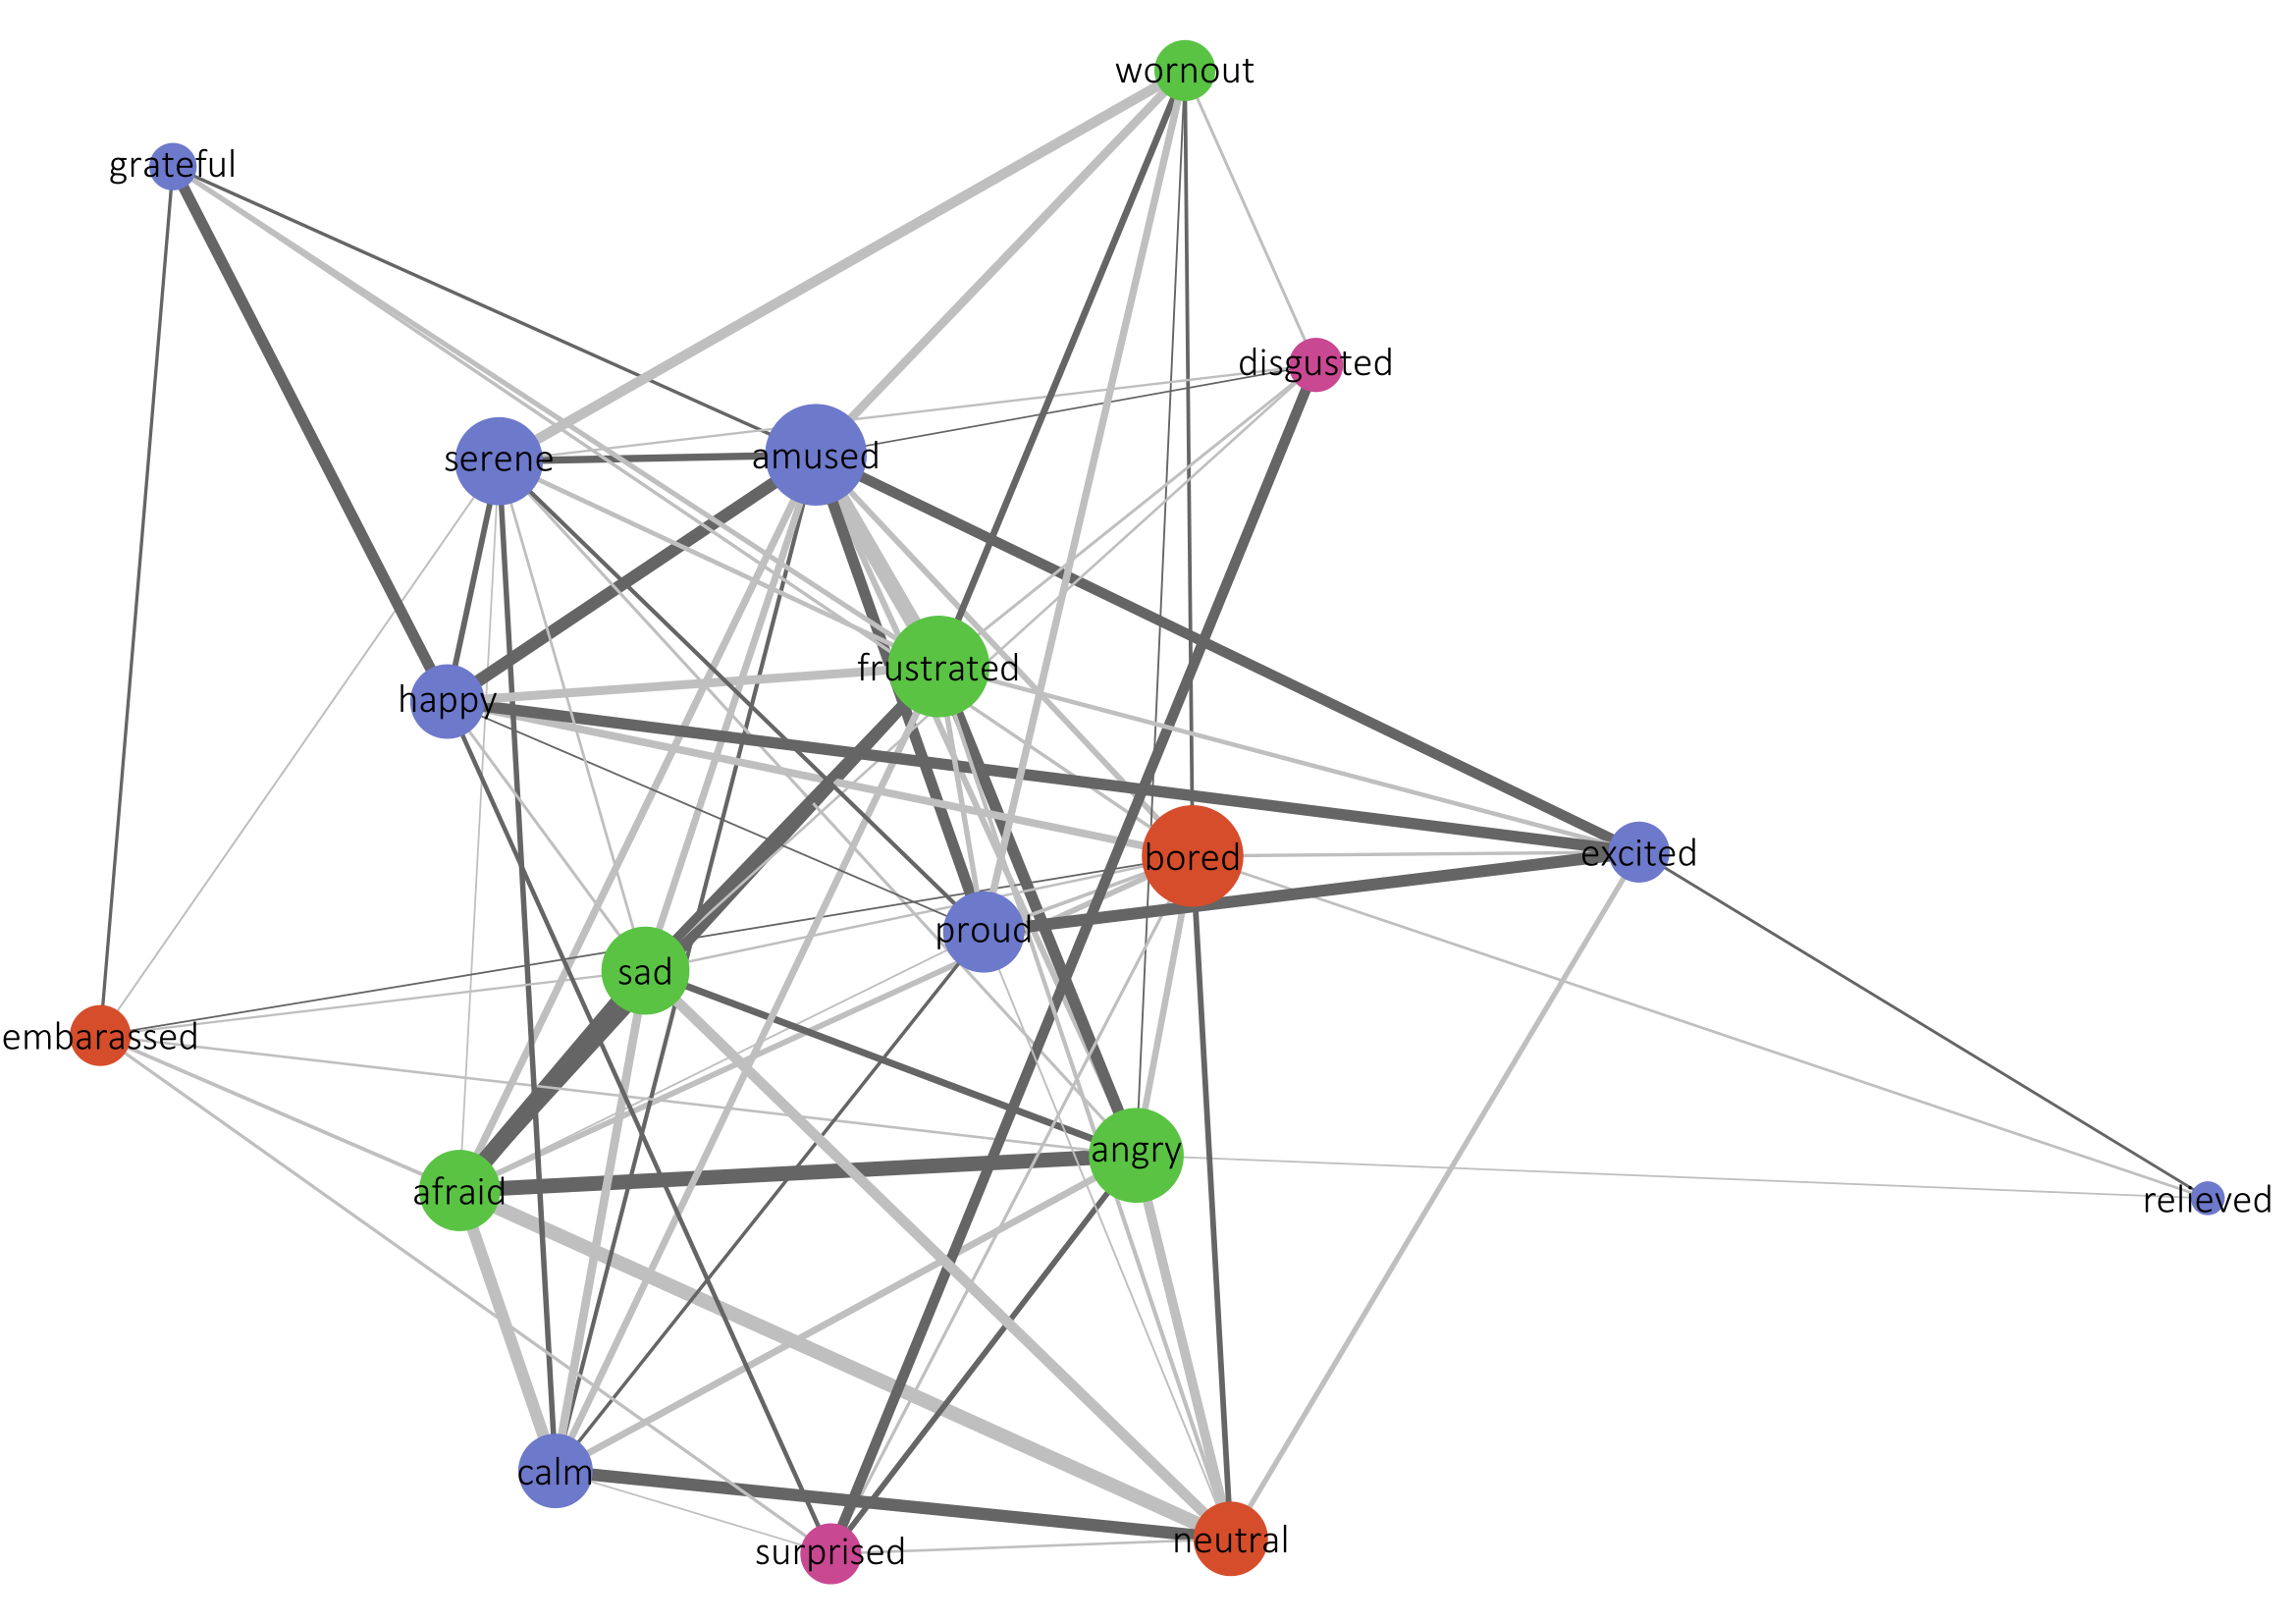 wornout
grateful
disgusted
serene
amused
frustrated
happy
bored
excited
proud
sad
embarassed
angry
afraid
relieved
calm
neutral
surprised